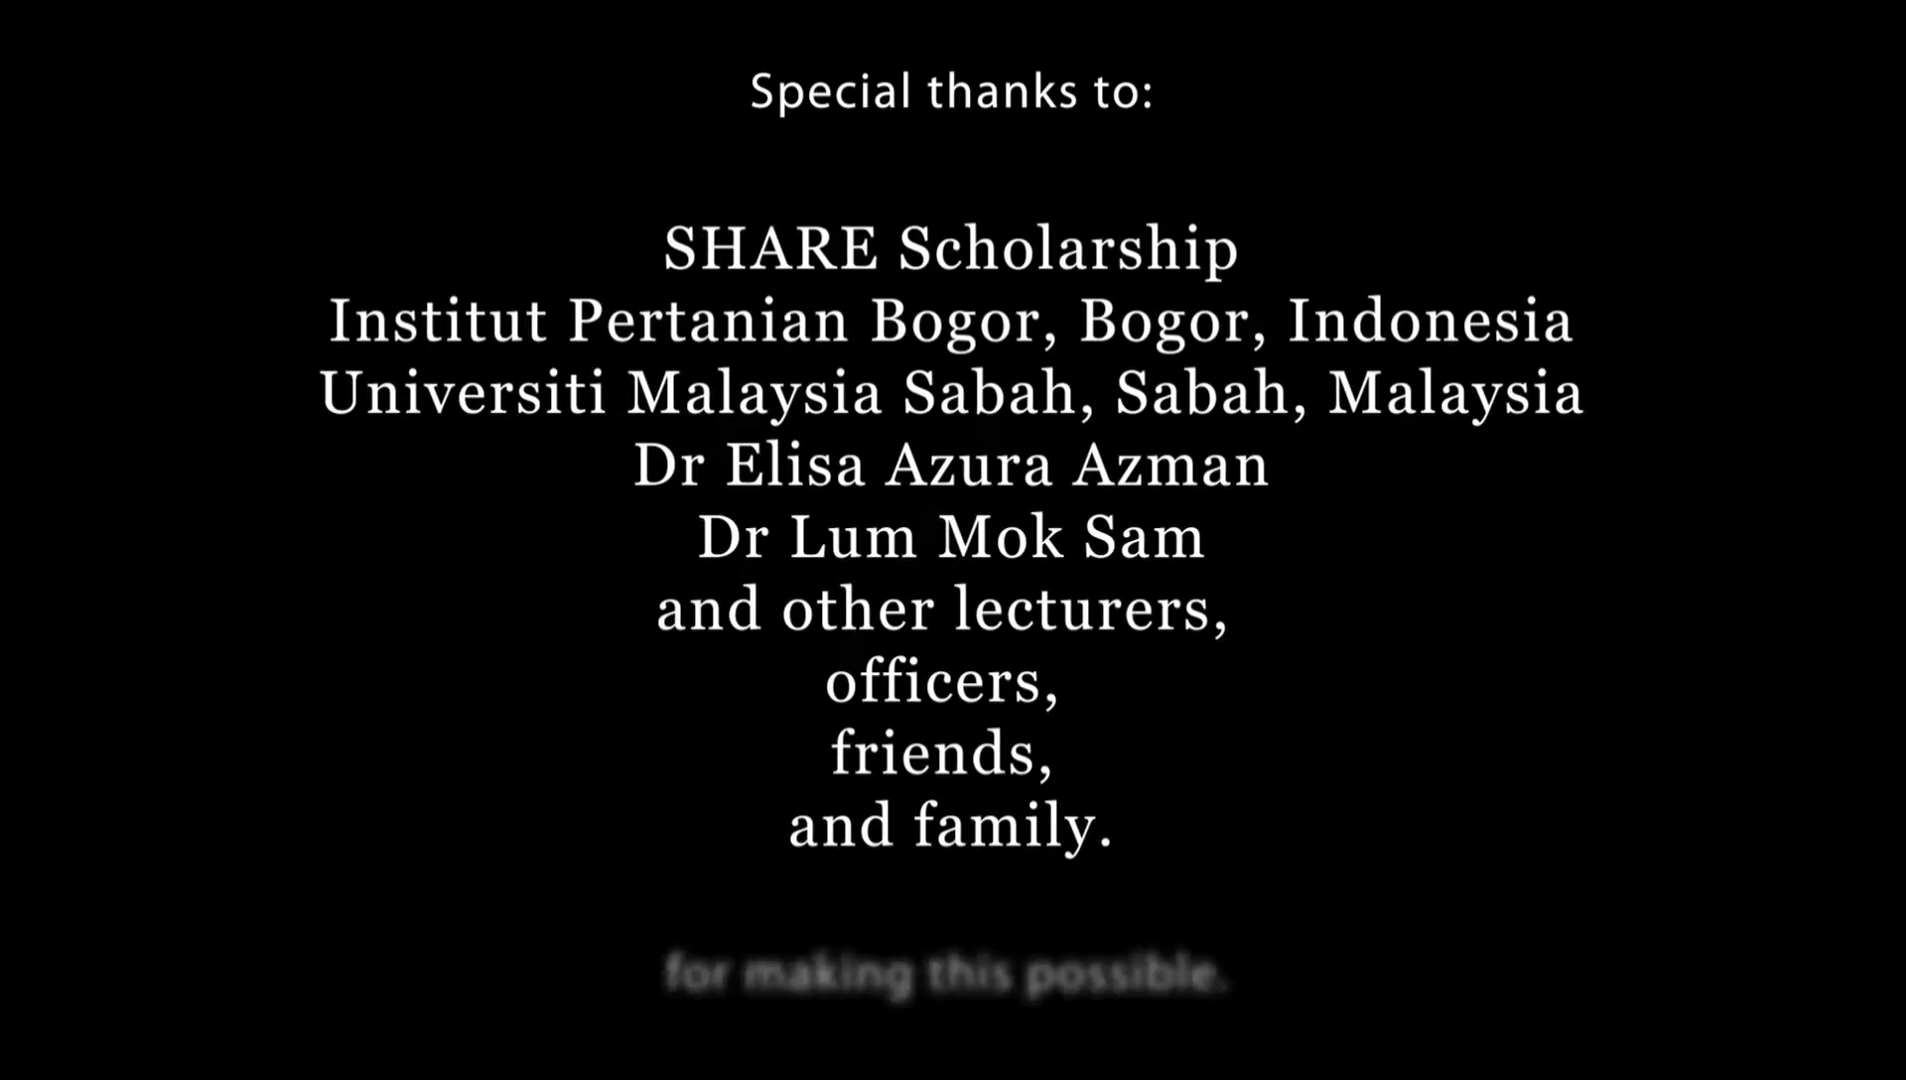 Special thanks to:
SHARE Scholarship
Institut Pertanian Bogor, Bogor, Indonesia
Universiti Malaysia Sabah, Sabah, Malaysia
Dr Elisa Azura Azman
Dr Lum Mok Sam
and other lecturers,
officers,
friends,
and family.
for making this possible.